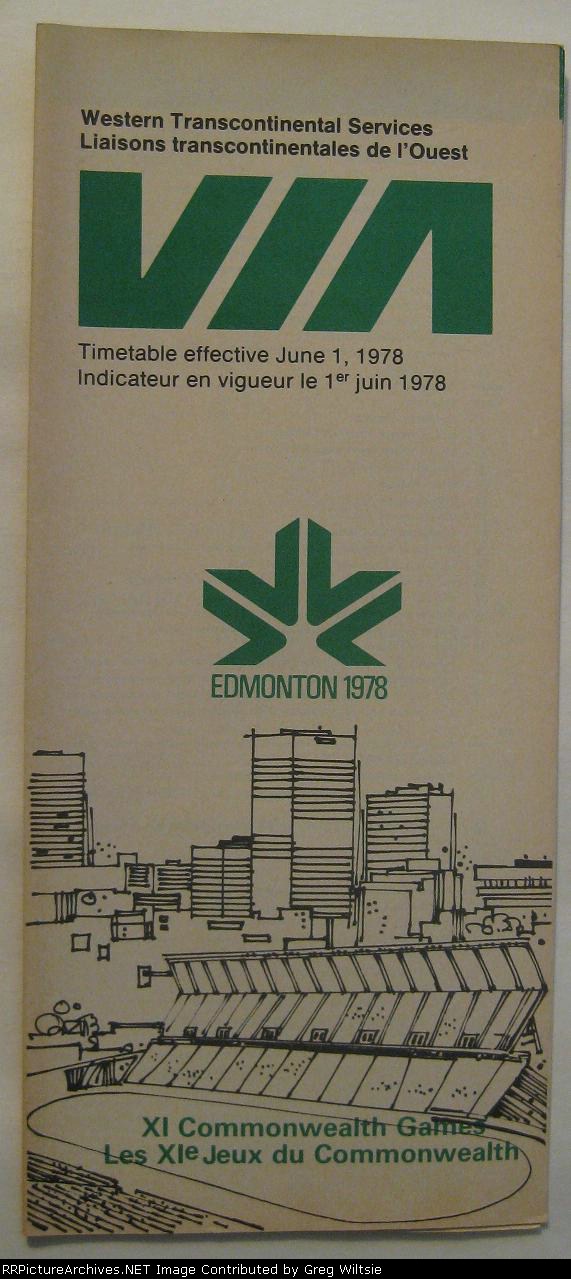 Western Transcontinental Services
Liaisons transcontinentales de l'Ouest
VIA
Timetable effective June 1, 1978
Indicateur en vigueur le 1er juin 1978
EDMONTON 1978
XI Commonwealth Games
Les XIe Jeux du Commonwealth
RRPictureArchives.NET Image Contributed by Greg Wiltsie